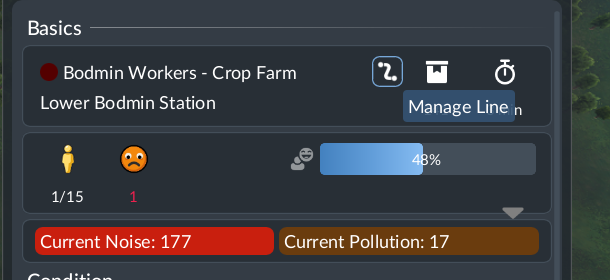 Basics
Bodmin Workers - Crop Farm
Lower Bodmin Station
Manage Line
48%
1/15
1
Current Noise: 177
Current Pollution: 17
Condition